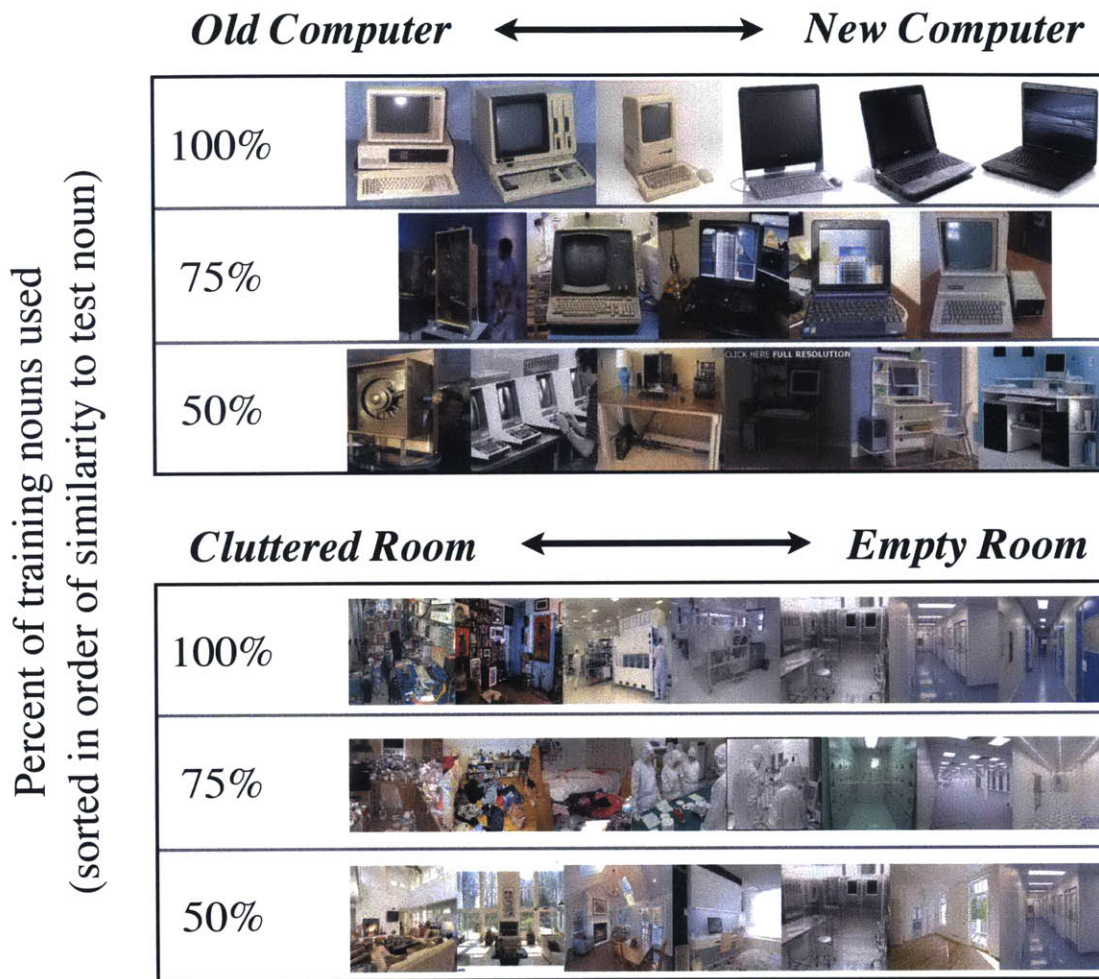 Old Computer New Computer
100%
75%
CLICK HERE FULL RESOLUTION
50%
Percent of training nouns used
(sorted in order of similarity to test noun)
Cluttered Room Empty Room
100%
75%
50%